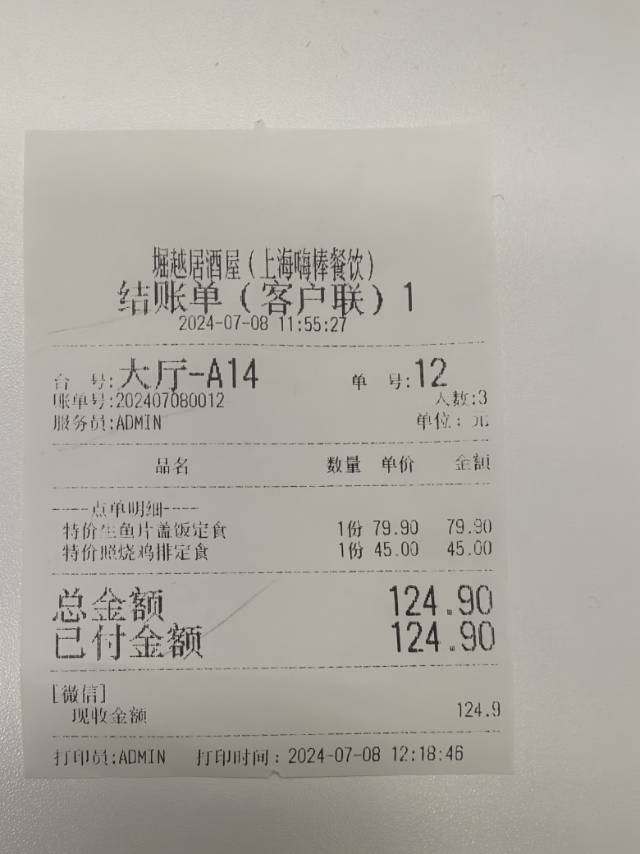 堀越居酒屋(上海嗨棒餐饮)
结账单(客户联)1
2024-07-08 11:55:27
台 号:大厅-A14 单 号:12
账单号:202407080012 人数:3
服务员:ADMIN 单位: 元
品名 数量 单价 金额
-----点单明细-----
特价生鱼片盖饭定食 1份 79.90 79.90
特价照烧鸡排定食 1份 45.00 45.00
总金额 124.90
已付金额 124.90
[微信]
现收金额 124.9
打印员:ADMIN 打印时间: 2024-07-08 12:18:46